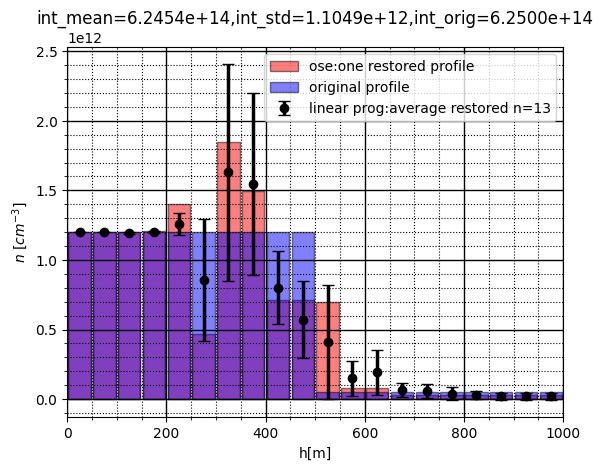 int_mean=6.2454e+14,int_std=1.1049e+12,int_orig=6.2500e+14
1e12
ose:one restored profile
original profile
linear prog:average restored n=13
2.5
2.0
1.5
1.0
0.5
0.0
n [cm⁻³]
0 200 400 600 800 1000
h[m]